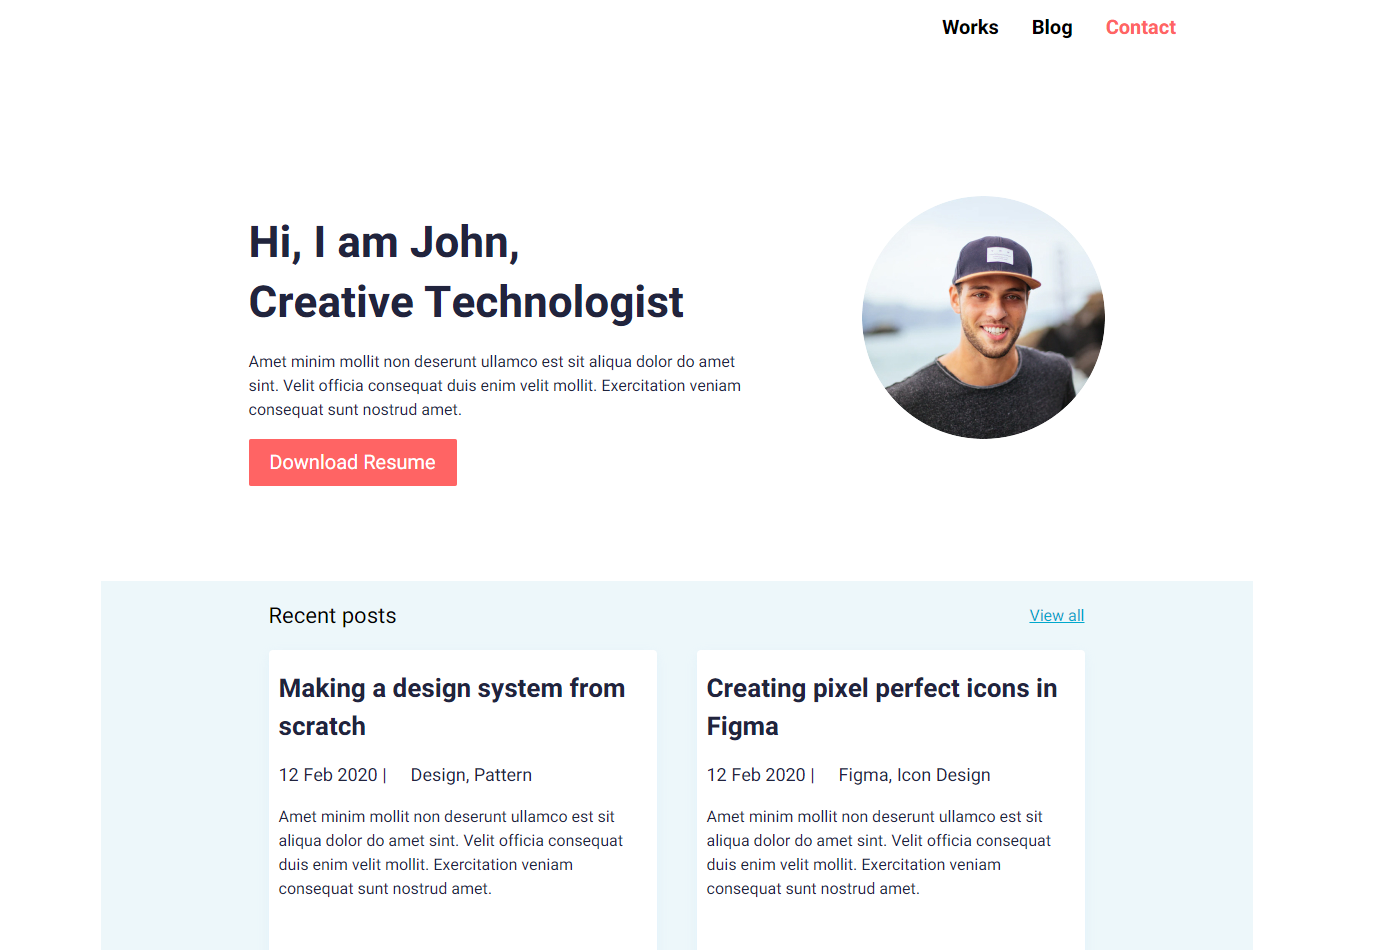 Works Blog Contact
Hi, I am John,
Creative Technologist
Amet minim mollit non deserunt ullamco est sit aliqua dolor do amet
sint. Velit officia consequat duis enim velit mollit. Exercitation veniam
consequat sunt nostrud amet.
Download Resume
Recent posts
View all
Making a design system from
scratch
12 Feb 2020 | Design, Pattern
Amet minim mollit non deserunt ullamco est sit
aliqua dolor do amet sint. Velit officia consequat
duis enim velit mollit. Exercitation veniam
consequat sunt nostrud amet.
Creating pixel perfect icons in
Figma
12 Feb 2020 | Figma, Icon Design
Amet minim mollit non deserunt ullamco est sit
aliqua dolor do amet sint. Velit officia consequat
duis enim velit mollit. Exercitation veniam
consequat sunt nostrud amet.